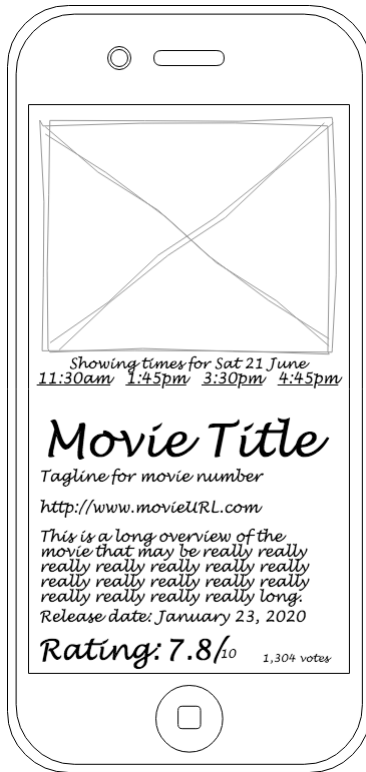 Showing times for Sat 21 June
11:30am 1:45pm 3:30pm 4:45pm
Movie Title
Tagline for movie number
http://www.movieURL.com
This is a long overview of the
movie that may be really really
really really really really really
really really really really really
really really really really long.
Release date: January 23, 2020
Rating: 7.8/10 1,304 votes